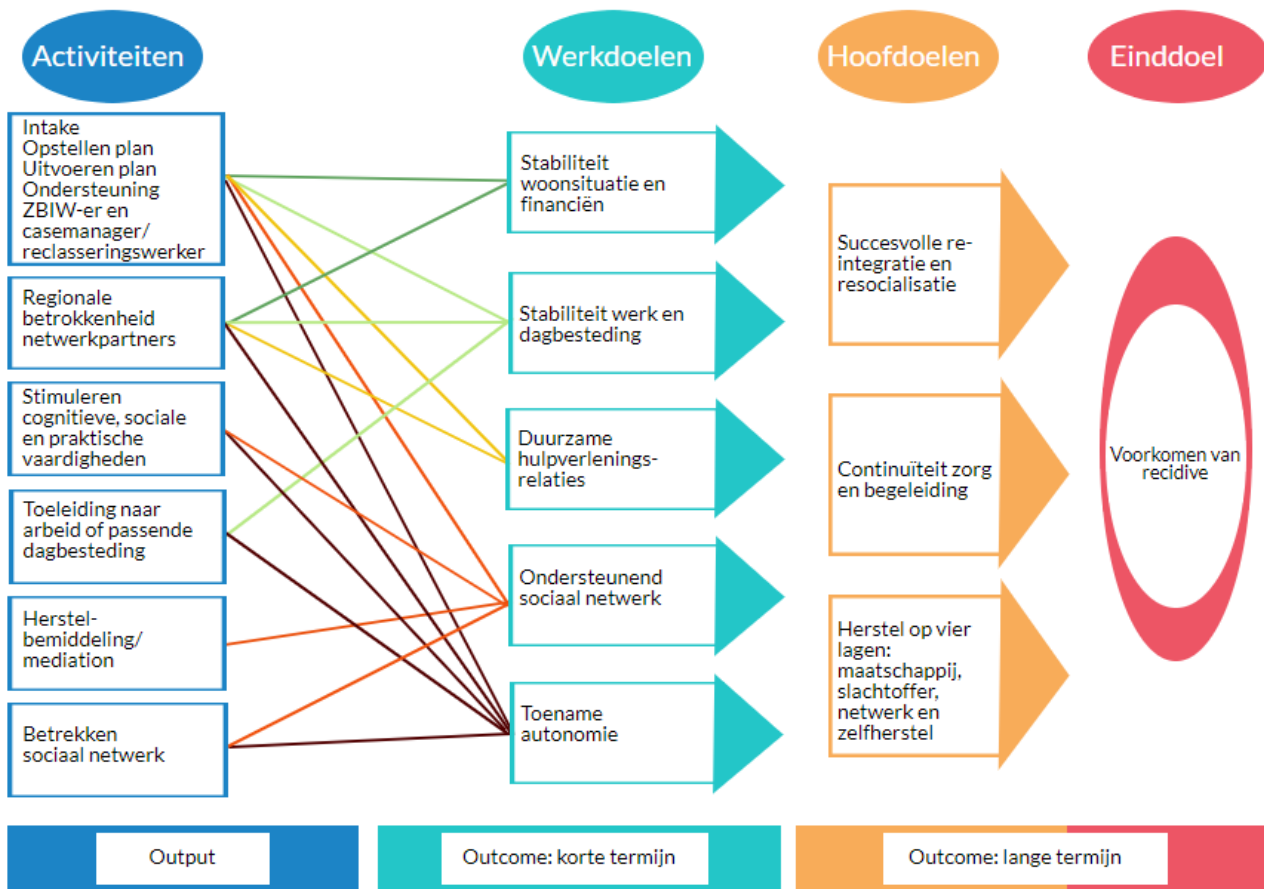 Activiteiten
Werkdoelen
Hoofdoelen
Einddoel
Intake
Opstellen plan
Uitvoeren plan
Ondersteuning
ZBIW-er en
casemanager/
reclasseringswerker
Regionale
betrokkenheid
netwerkpartners
Stimuleren
cognitieve, sociale
en praktische
vaardigheden
Toeleiding naar
arbeid of passende
dagbesteding
Herstel-
bemiddeling/
mediation
Betrekken
sociaal netwerk
Stabiliteit
woonsituatie en
financiën
Stabiliteit werk en
dagbesteding
Duurzame
hulpverlenings-
relaties
Ondersteunend
sociaal netwerk
Toename
autonomie
Succesvolle re-
integratie en
resocialisatie
Continuïteit zorg
en begeleiding
Herstel op vier
lagen:
maatschappij,
slachtoffer,
netwerk en
zelfherstel
Voorkomen van
recidive
Output
Outcome: korte termijn
Outcome: lange termijn